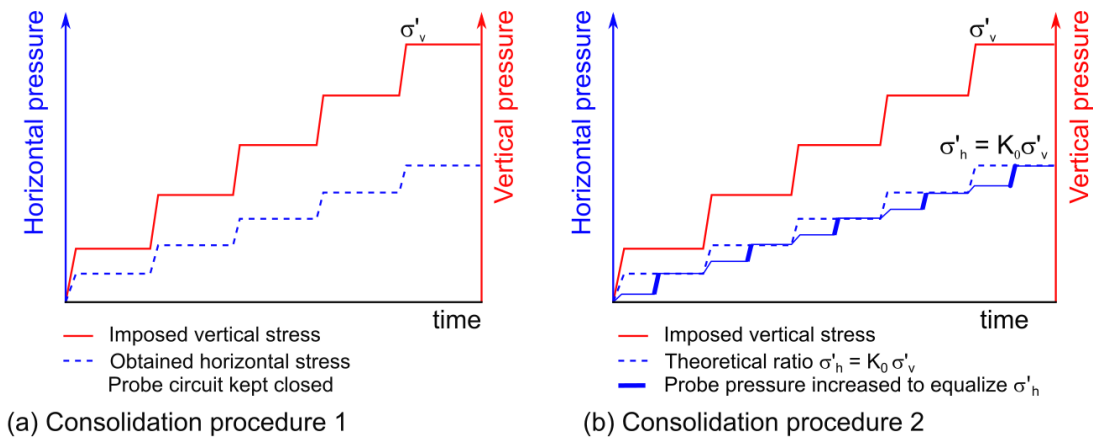 Horizontal pressure
σ'v
Vertical pressure
time
Imposed vertical stress
Obtained horizontal stress
Probe circuit kept closed
(a) Consolidation procedure 1
Horizontal pressure
σ'v
σ'h = K0σ'v
Vertical pressure
time
Imposed vertical stress
Theoretical ratio σ'h = K0 σ'v
Probe pressure increased to equalize σ'h
(b) Consolidation procedure 2